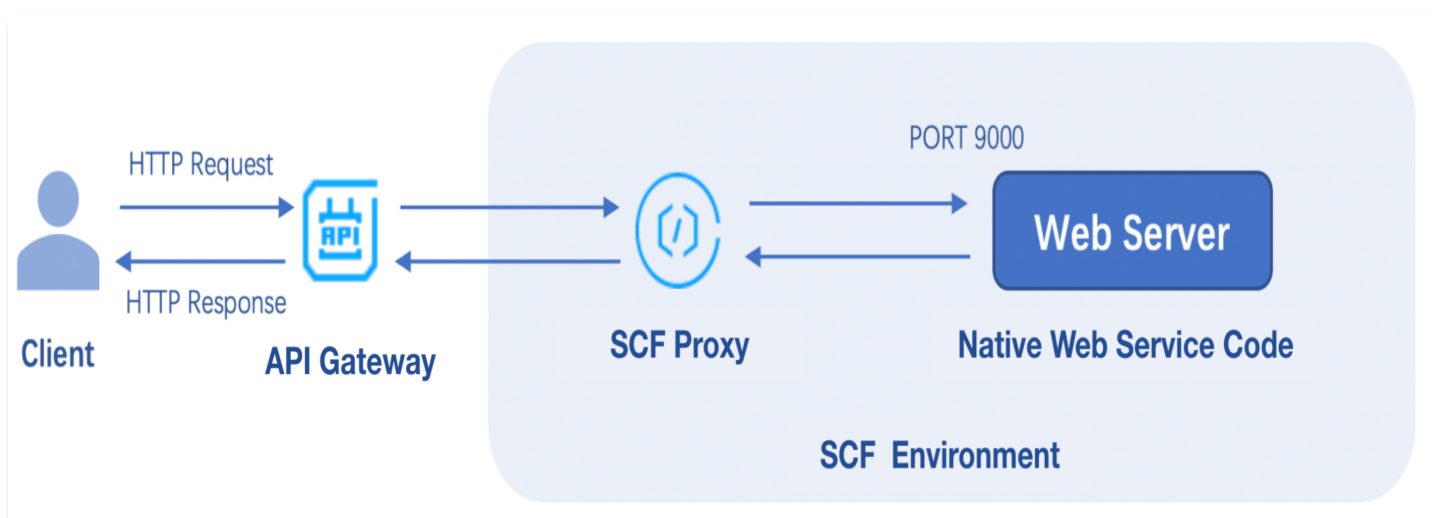 PORT 9000
HTTP Request
API
Web Server
HTTP Response
Client
API Gateway
SCF Proxy
Native Web Service Code
SCF Environment